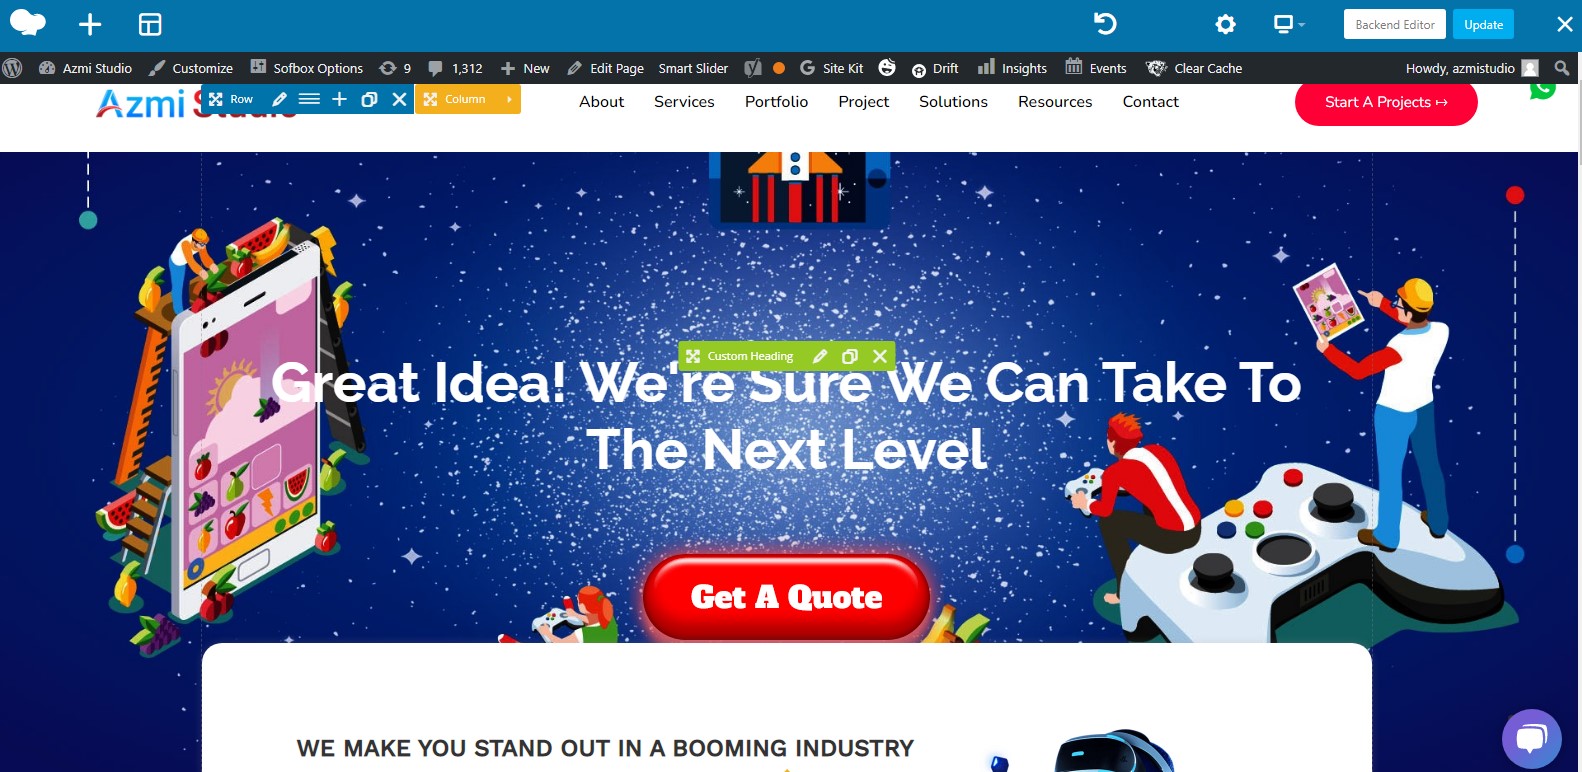 Backend Editor
Update
Azmi Studio
Customize
Sofbox Options
9
1,312
New
Edit Page
Smart Slider
Site Kit
Drift
Insights
Events
Clear Cache
Howdy, azmistudio
Azmi
Row
Column
About
Services
Portfolio
Project
Solutions
Resources
Contact
Start A Projects ↦
Custom Heading
Great Idea! We're Sure We Can Take To
The Next Level
Get A Quote
WE MAKE YOU STAND OUT IN A BOOMING INDUSTRY